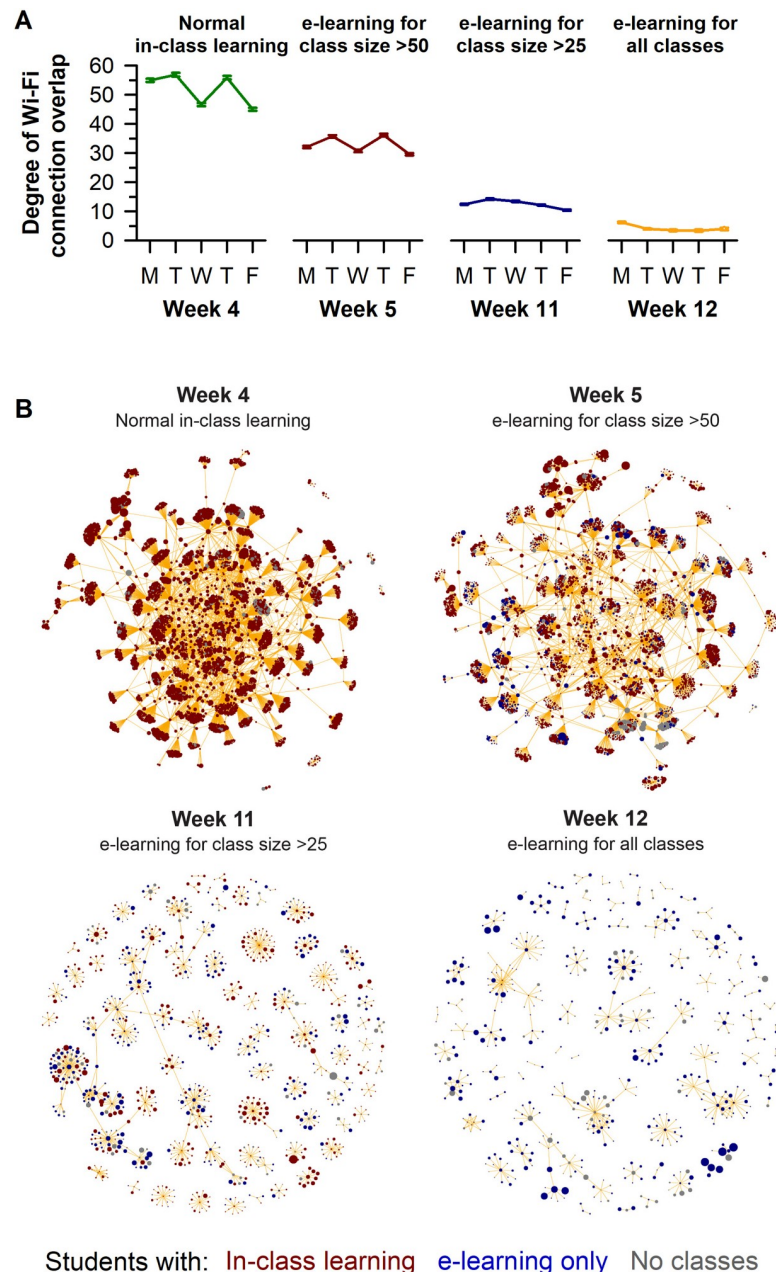 A
Normal
in-class learning
e-learning for
class size >50
e-learning for
class size >25
e-learning for
all classes
Degree of Wi-Fi
connection overlap
60
50
40
30
20
10
0
M T W T F
M T W T F
M T W T F
M T W T F
Week 4
Week 5
Week 11
Week 12
B
Week 4
Normal in-class learning
Week 5
e-learning for class size >50
Week 11
e-learning for class size >25
Week 12
e-learning for all classes
Students with: In-class learning e-learning only No classes